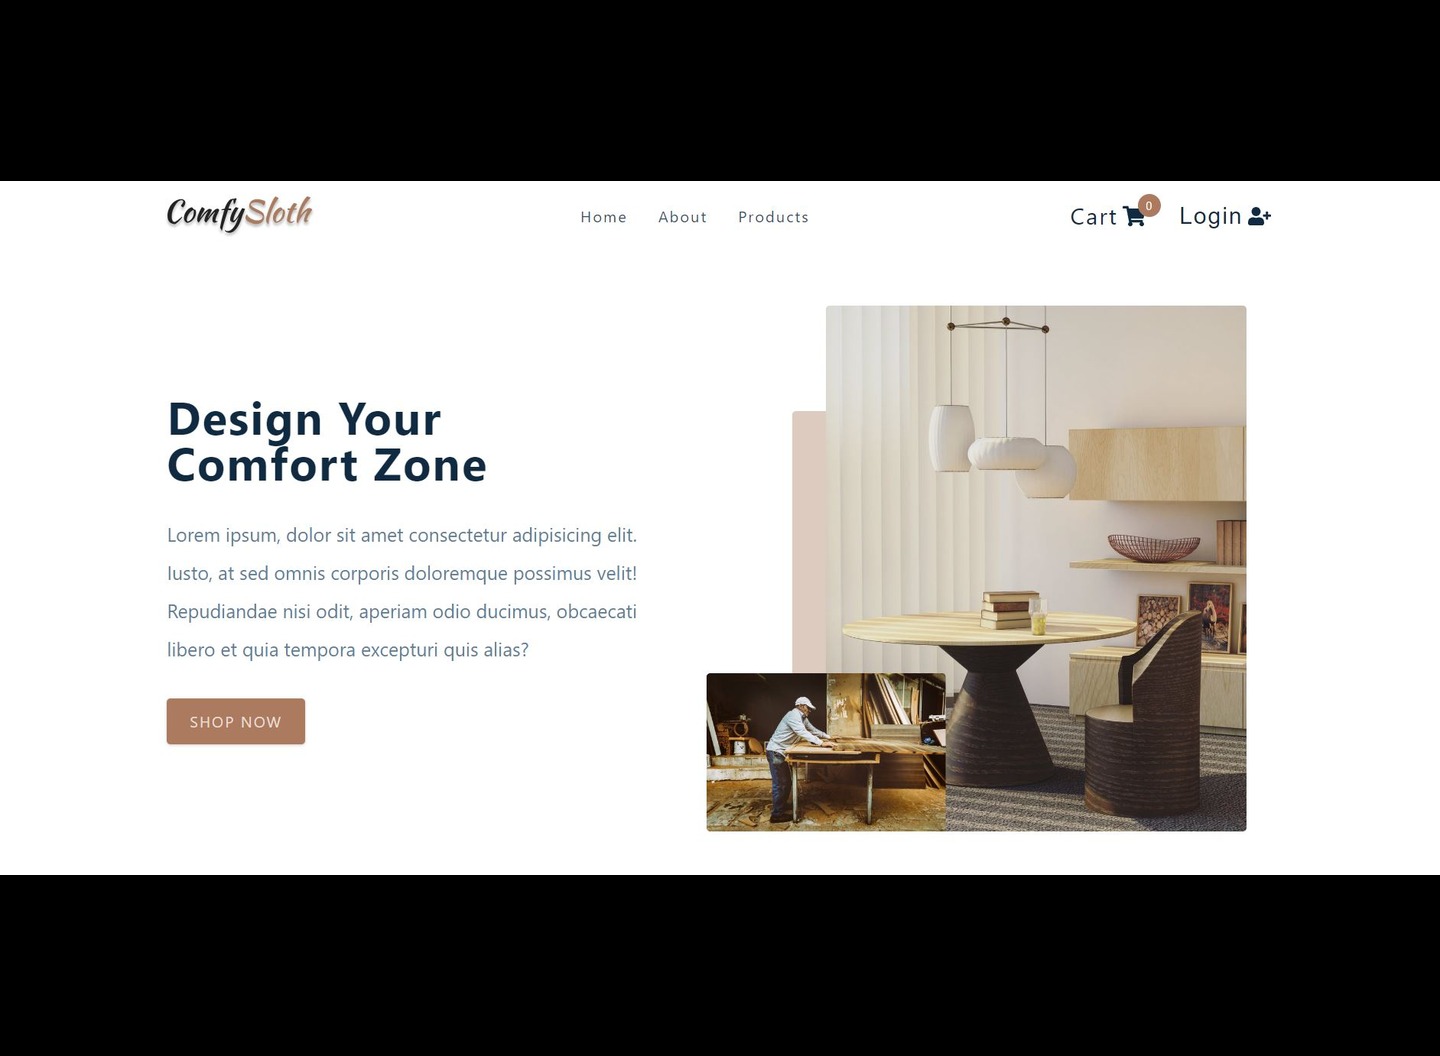 ComfySloth
Home About Products
Cart 0 Login
Design Your
Comfort Zone
Lorem ipsum, dolor sit amet consectetur adipisicing elit.
Iusto, at sed omnis corporis doloremque possimus velit!
Repudiandae nisi odit, aperiam odio ducimus, obcaecati
libero et quia tempora excepturi quis alias?
SHOP NOW